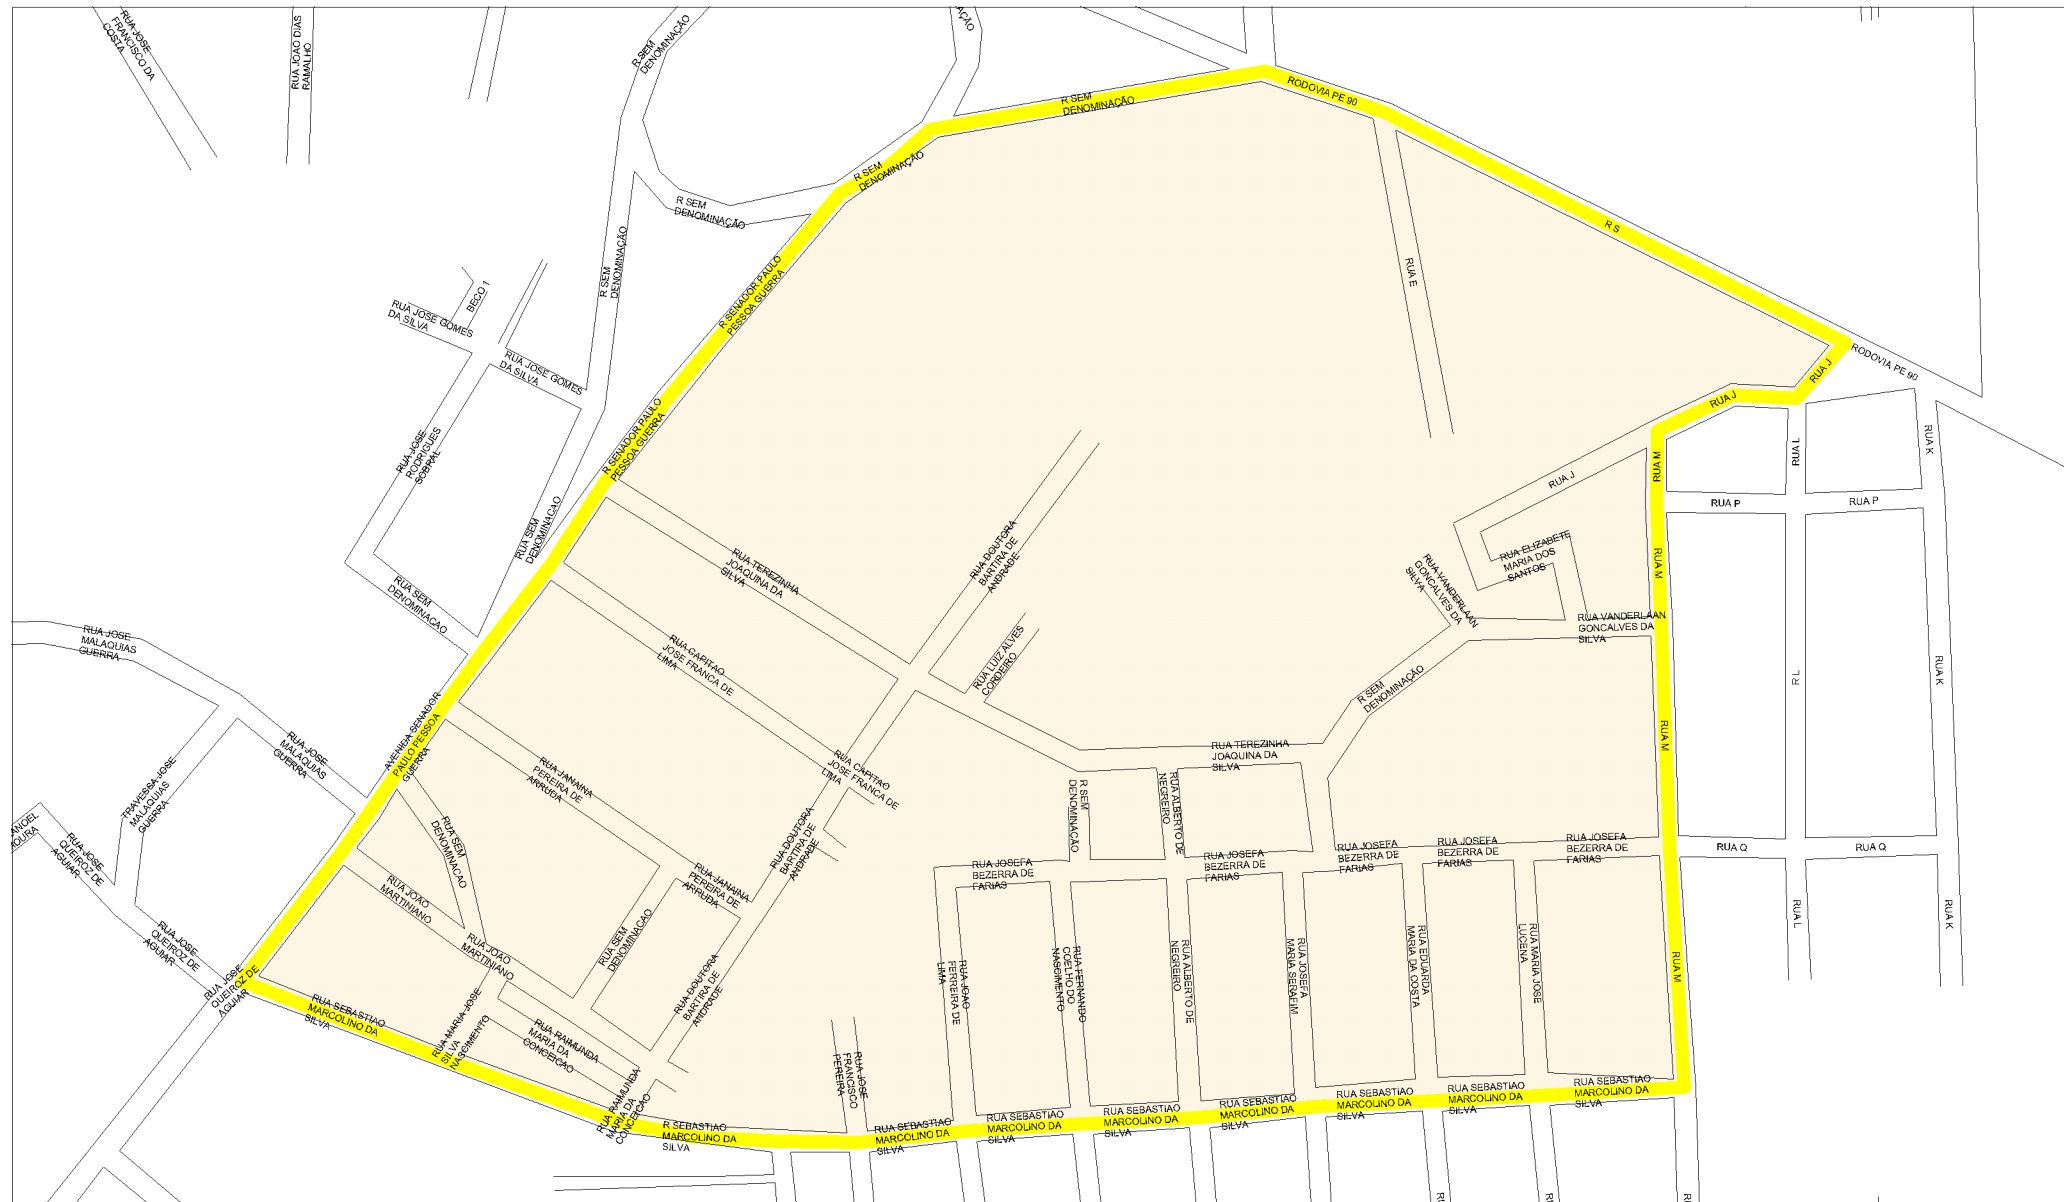 RUA JOSE
FRANCISCO DA
COSTA
RUA JOAO DIAS
RAMALHO
R SEM
DENOMINAÇÃO
AÇÃO
R SEM
DENOMINAÇÃO
RODOVIA PE 90
R SEM
DENOMINAÇÃO
R SEM
DENOMINAÇÃO
R S
R SEM
DENOMINAÇÃO
RUA E
R SENADOR PAULO
PESSOA GUERRA
BECO 1
RUA JOSE GOMES
DA SILVA
RUA JOSE GOMES
DA SILVA
RODOVIA PE 90
RUA J
RUA J
R SENADOR PAULO
PESSOA GUERRA
RUA JOSE
RODRIGUES
SOBRAL
RUA L
RUA K
RUA M
RUA J
RUA P
RUA P
RUA SEM
DENOMINACAO
RUA DOUTORA
BARTIRA DE
ANDRADE
RUA TEREZINHA
JOAQUINA DA
SILVA
RUA ELIZABETE
MARIA DOS
SANTOS
RUA VANDERLAAN
GONCALVES DA
SILVA
RUA M
RUA SEM
DENOMINACAO
RUA VANDERLAAN
GONCALVES DA
SILVA
RUA JOSE
MALAQUIAS
GUERRA
RUA CAPITAO
JOSE FRANCA DE
LIMA
RUA LUIZ ALVES
CORDEIRO
R SEM
DENOMINAÇÃO
R L
RUA K
AVENIDA SENADOR
PAULO PESSOA
GUERRA
RUA JOSE
MALAQUIAS
GUERRA
RUA TEREZINHA
JOAQUINA DA
SILVA
RUA M
TRAVESSA JOSE
MALAQUIAS
GUERRA
RUA JANAINA
PEREIRA DE
ARRUDA
RUA CAPITAO
JOSE FRANCA DE
LIMA
R SEM
DENOMINAÇÃO
RUA ALBERTO DE
NEGREIRO
ANOEL
MOURA
RUA JOSE
QUEIROZ DE
AGUIAR
RUA SEM
DENOMINACAO
RUA DOUTORA
BARTIRA DE
ANDRADE
RUA JOSEFA
BEZERRA DE
FARIAS
RUA JOSEFA
BEZERRA DE
FARIAS
RUA JOSEFA
BEZERRA DE
FARIAS
RUA JOSEFA
BEZERRA DE
FARIAS
RUA JOSEFA
BEZERRA DE
FARIAS
RUA Q
RUA Q
RUA JOAO
MARTINIANO
RUA JANAINA
PEREIRA DE
ARRUDA
RUA JOSE
QUEIROZ DE
AGUIAR
RUA JOAO
MARTINIANO
RUA SEM
DENOMINACAO
RUA L
RUA K
RUA JOSE
QUEIROZ DE
AGUIAR
RUA DOUTORA
BARTIRA DE
ANDRADE
RUA JOAO
FERREIRA DE
LIMA
RUA FERNANDO
COELHO DO
NASCIMENTO
RUA ALBERTO DE
NEGREIRO
RUA JOSEFA
MARIA SERAFIM
RUA EDUARDA
MARIA DA COSTA
RUA MARIA JOSE
LUCENA
RUA M
RUA SEBASTIAO
MARCOLINO DA
SILVA
RUA MARIA JOSE
SILVA
NASCIMENTO
RUA RAIMUNDA
MARIA DA
CONCEICAO
RUA JOSE
FRANCISCO
PEREIRA
RUA RAIMUNDA
MARIA DA
CONCEICAO
R SEBASTIAO
MARCOLINO DA
SILVA
RUA SEBASTIAO
MARCOLINO DA
SILVA
RUA SEBASTIAO
MARCOLINO DA
SILVA
RUA SEBASTIAO
MARCOLINO DA
SILVA
RUA SEBASTIAO
MARCOLINO DA
SILVA
RUA SEBASTIAO
MARCOLINO DA
SILVA
RUA SEBASTIAO
MARCOLINO DA
SILVA
RUA SEBASTIAO
MARCOLINO DA
SILVA